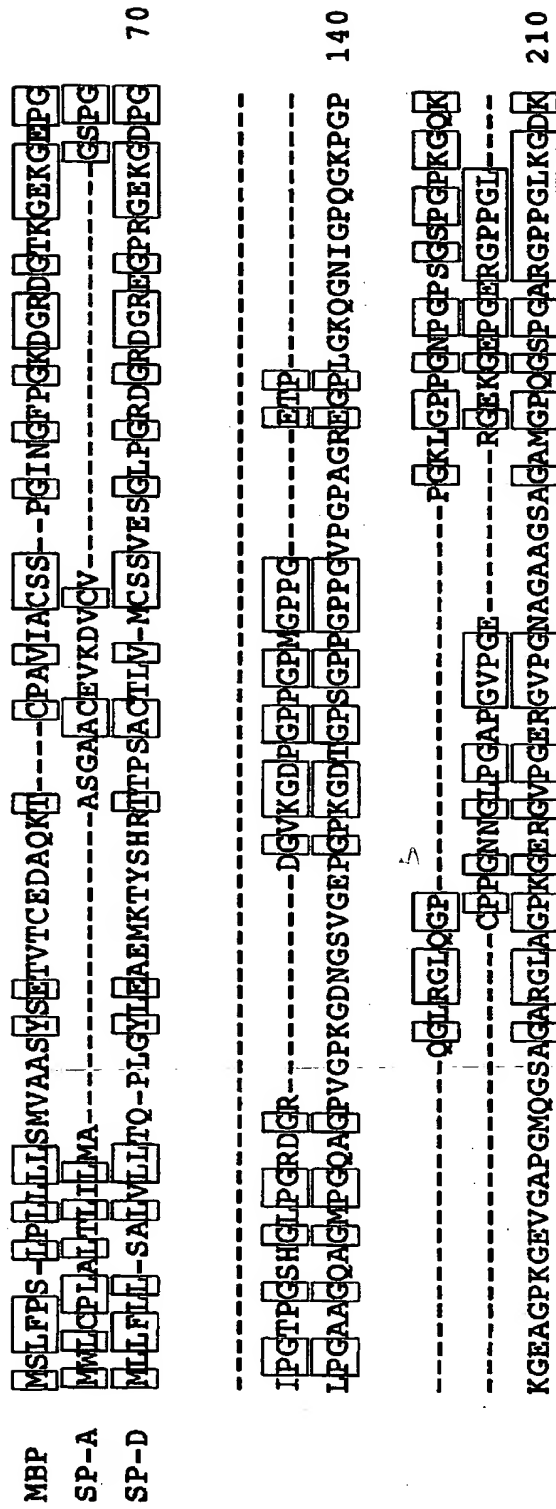 MBP MSLFPS-LPLLLLSMVAASYSETVTCEDAQKT----CPAVIACSS--PGINGFPGKDGRDGTKGEKGEPG
SP-A MWLCPLALTLILMA-----------------ASGAACEVKDVCV----------------------GSPG
SP-D MLLFLL-SALVLLTQ-PLGYLEAEMKTYSHRTTPSACTLV-MCSSVESGLPGRDGRDGREGPRGEKGDPG 70
----------------------------------------------------------------------
IPGTPGSHGLPGRDGR------------DGVKGDPGPPGPMGPPG-------ETP---------------
LPGAAGQAGMPGQAGPVGPKGDNGSVGEPGPKGDTGPSGPPGPPGVPGPAGREGPLGKQGNIGPQGKPGP 140
------------------QGLRGLQGP---------------------PGKLGPPGNPGPSGSPGPKGQK
-------------------------CPPGNNGLPGAPGVPGE---------RGEKGEPGERGPPGL----
KGEAGPKGEVGAPGMQGSAGARGLAGPKGERGVPGERGVPGNAGAAGSAGAMGPQGSPGARGPPGLKGDK 210